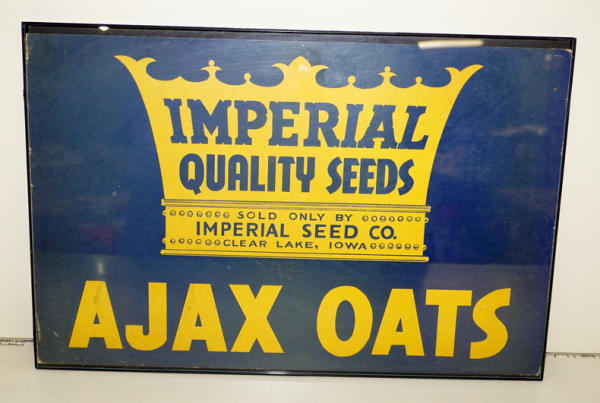 IMPERIAL
QUALITY SEEDS
SOLD ONLY BY
IMPERIAL SEED CO.
CLEAR LAKE, IOWA
AJAX OATS